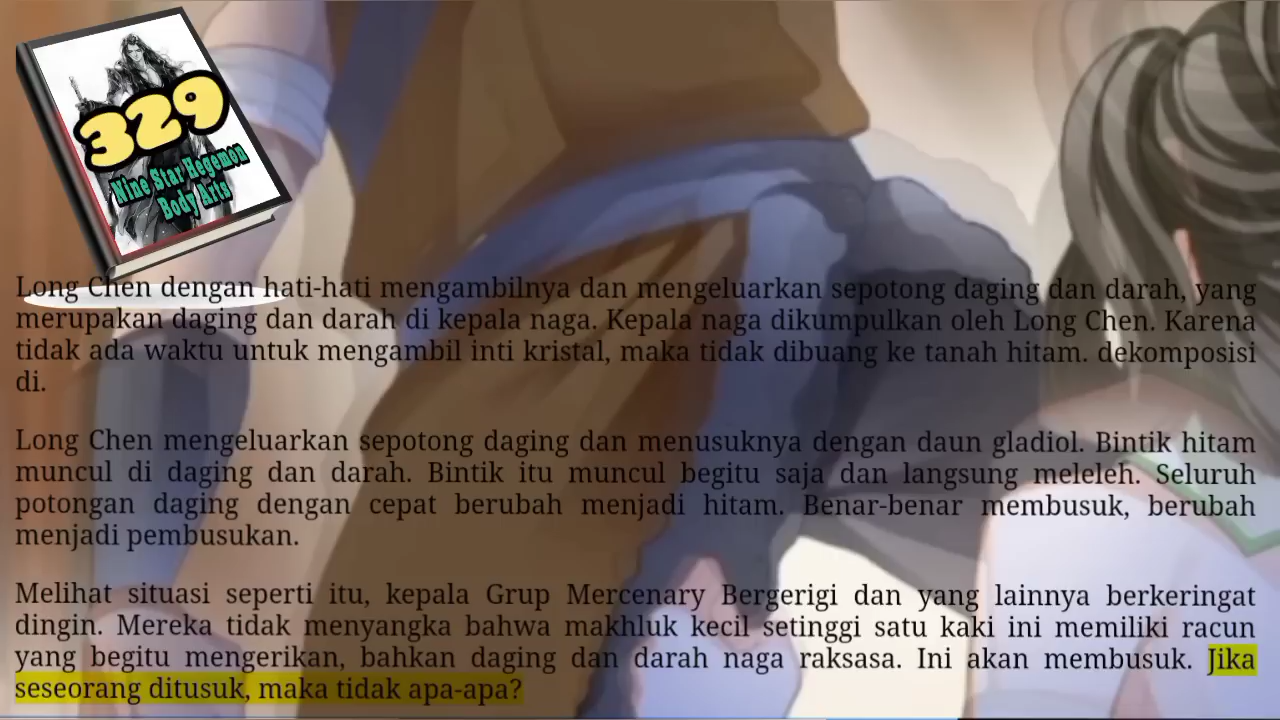 329
Nine Star Hegemon
Body Arts
Long Chen dengan hati-hati mengambilnya dan mengeluarkan sepotong daging dan darah, yang
merupakan daging dan darah di kepala naga. Kepala naga dikumpulkan oleh Long Chen. Karena
tidak ada waktu untuk mengambil inti kristal, maka tidak dibuang ke tanah hitam. dekomposisi
di.
Long Chen mengeluarkan sepotong daging dan menusuknya dengan daun gladiol. Bintik hitam
muncul di daging dan darah. Bintik itu muncul begitu saja dan langsung meleleh. Seluruh
potongan daging dengan cepat berubah menjadi hitam. Benar-benar membusuk, berubah
menjadi pembusukan.
Melihat situasi seperti itu, kepala Grup Mercenary Bergerigi dan yang lainnya berkeringat
dingin. Mereka tidak menyangka bahwa makhluk kecil setinggi satu kaki ini memiliki racun
yang begitu mengerikan, bahkan daging dan darah naga raksasa. Ini akan membusuk. Jika
seseorang ditusuk, maka tidak apa-apa?